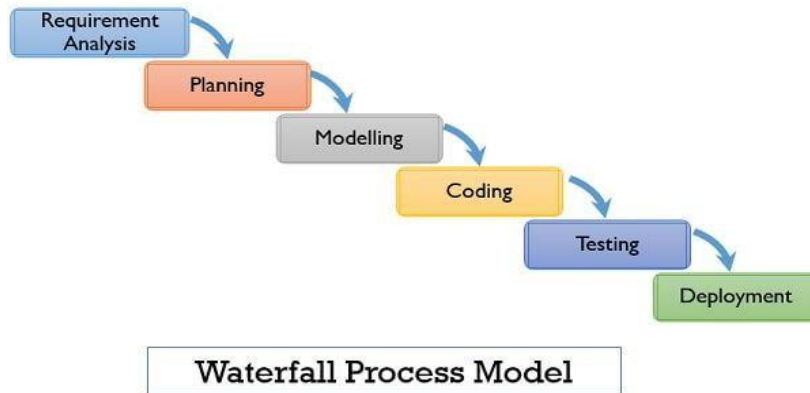 Requirement
Analysis
Planning
Modelling
Coding
Testing
Deployment
Waterfall Process Model